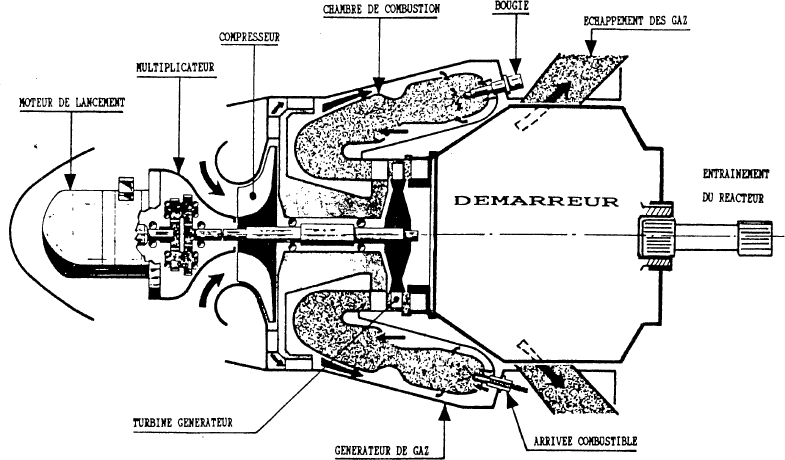 BOUGIE
CHAMBRE DE COMBUSTION
ECHAPPEMENT DES GAZ
COMPRESSEUR
MULTIPLICATEUR
MOTEUR DE LANCEMENT
ENTRAINEMENT
DU REACTEUR
DEMARREUR
TURBINE GENERATEUR
GENERATEUR DE GAZ
ARRIVEE COMBUSTIBLE